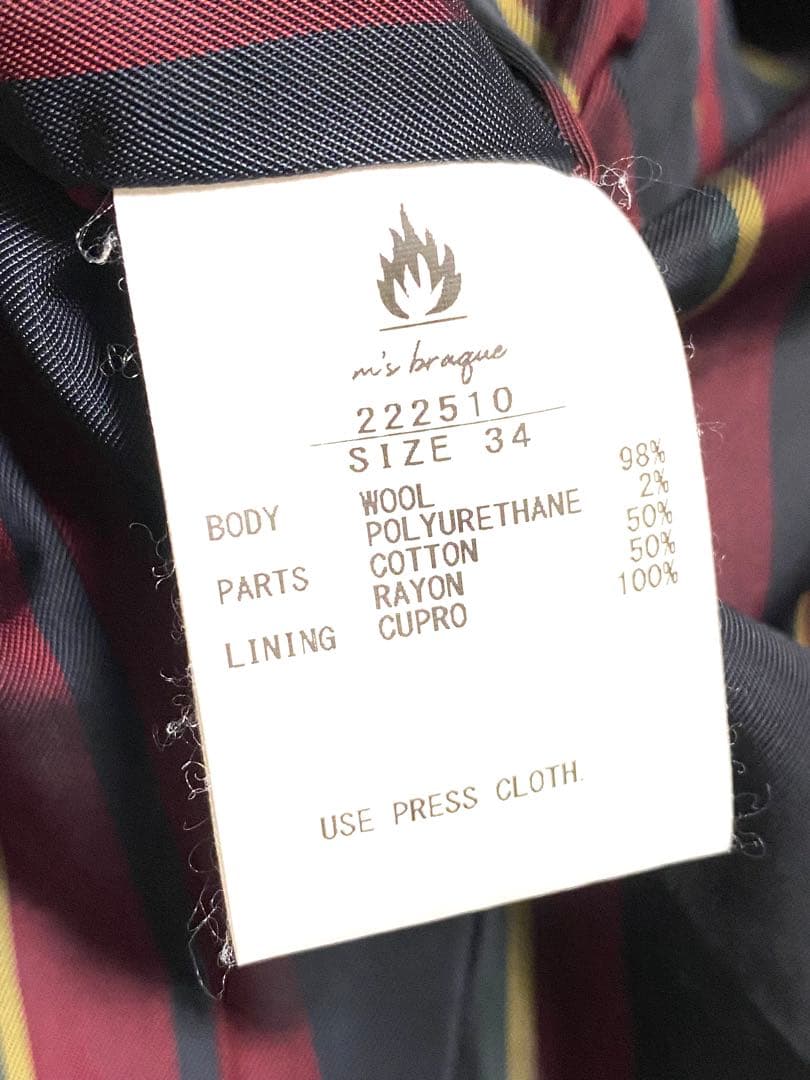 m's braque
222510
SIZE 34
BODY WOOL 98%
POLYURETHANE 2%
PARTS COTTON 50%
RAYON 50%
LINING CUPRO 100%
USE PRESS CLOTH.